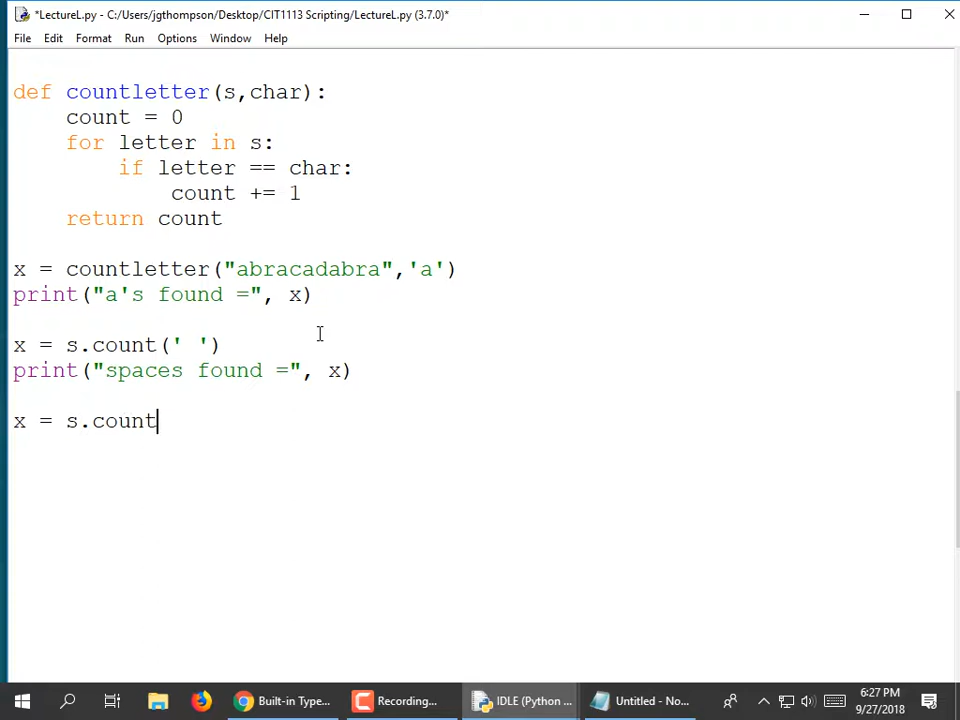 *LectureL.py - C:/Users/jgthompson/Desktop/CIT1113 Scripting/LectureL.py (3.7.0)*
File Edit Format Run Options Window Help
def countletter(s,char):
    count = 0
    for letter in s:
        if letter == char:
            count += 1
    return count
x = countletter("abracadabra",'a')
print("a's found =", x)
x = s.count(' ')
print("spaces found =", x)
x = s.count
Built-in Type... Recording... IDLE (Python ... Untitled - No... 6:27 PM
9/27/2018